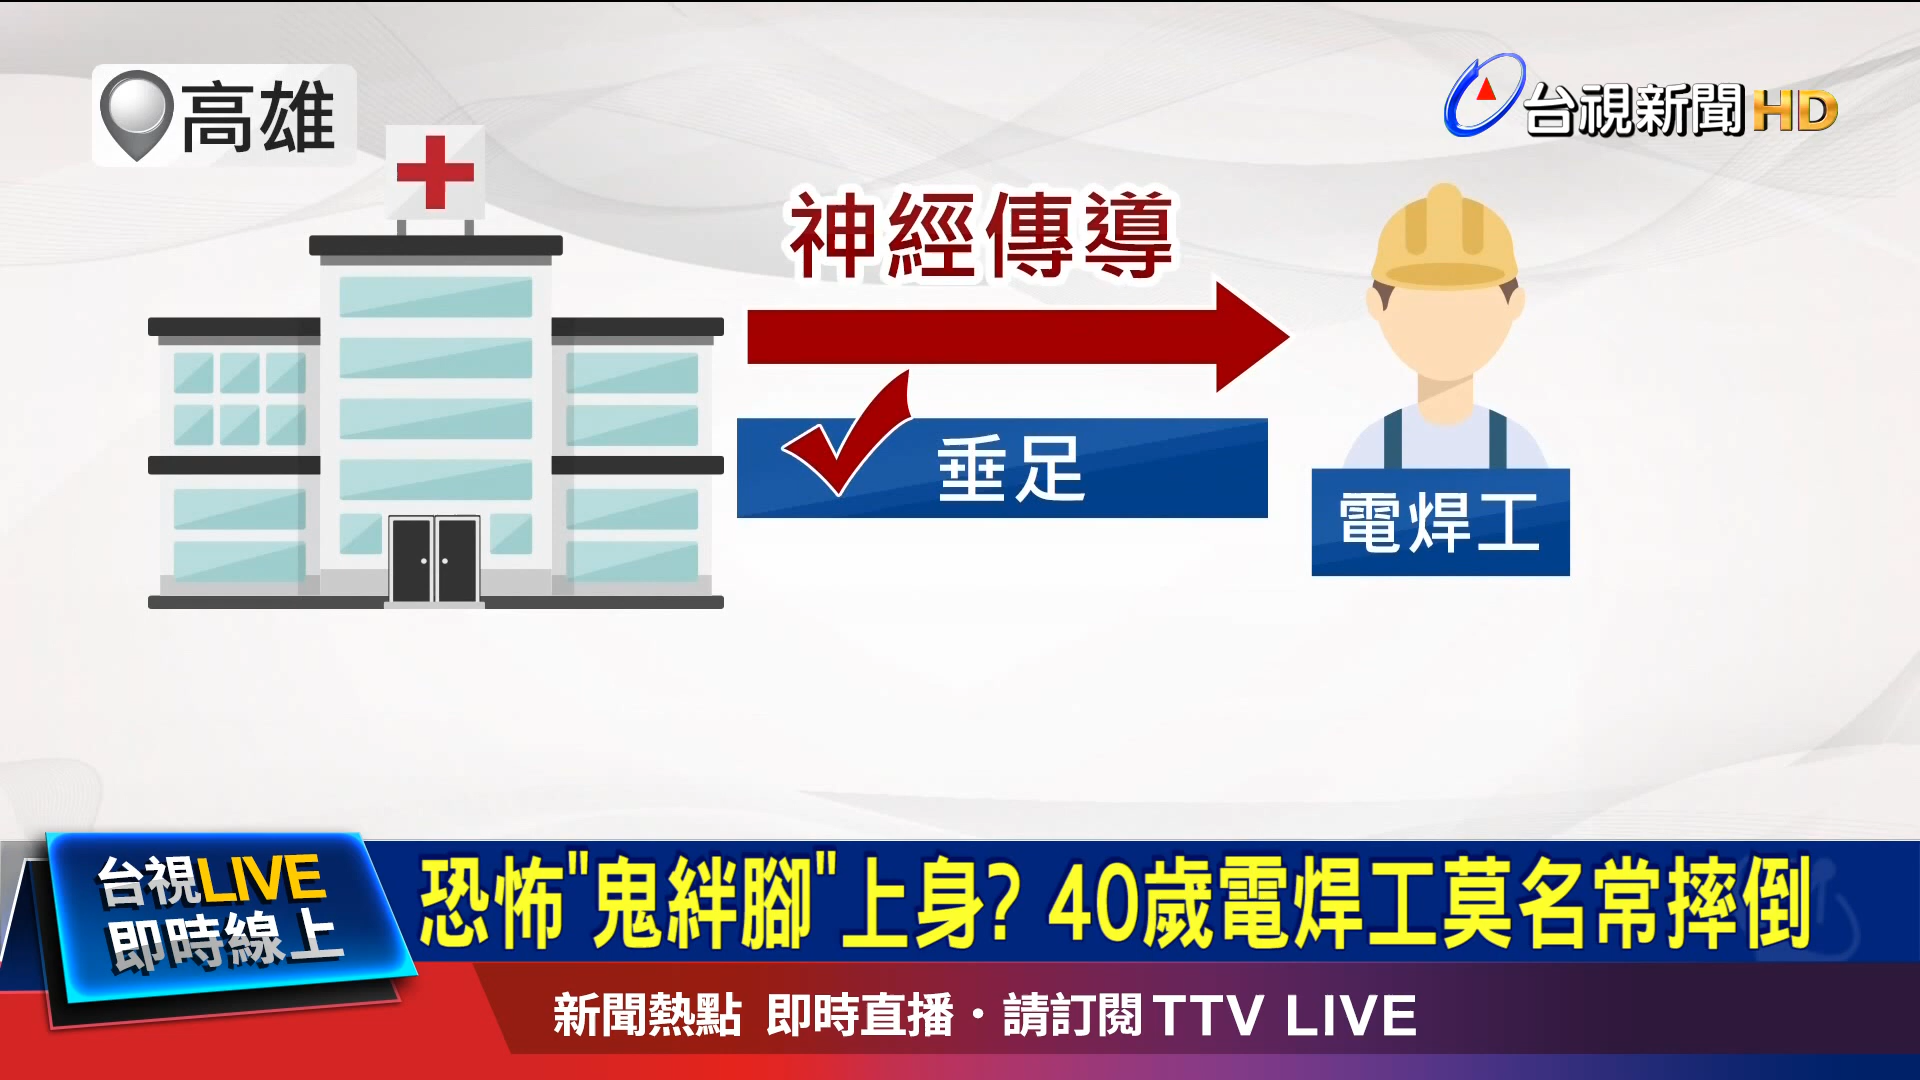 高雄
台視新聞HD
神經傳導
垂足
電焊工
台視LIVE
即時線上
恐怖"鬼絆腳"上身? 40歲電焊工莫名常摔倒
新聞熱點 即時直播・請訂閱TTV LIVE